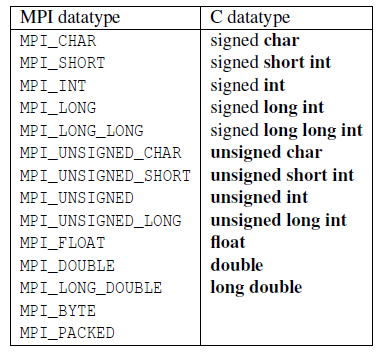 MPI datatype C datatype
MPI_CHAR signed char
MPI_SHORT signed short int
MPI_INT signed int
MPI_LONG signed long int
MPI_LONG_LONG signed long long int
MPI_UNSIGNED_CHAR unsigned char
MPI_UNSIGNED_SHORT unsigned short int
MPI_UNSIGNED unsigned int
MPI_UNSIGNED_LONG unsigned long int
MPI_FLOAT float
MPI_DOUBLE double
MPI_LONG_DOUBLE long double
MPI_BYTE
MPI_PACKED